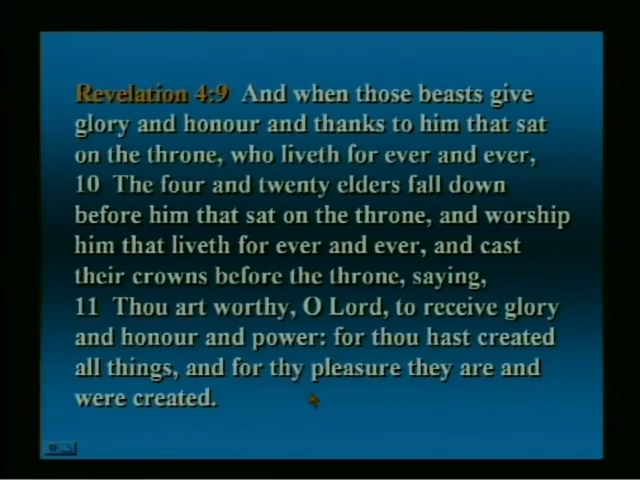 Revelation 4:9 And when those beasts give
glory and honour and thanks to him that sat
on the throne, who liveth for ever and ever,
10 The four and twenty elders fall down
before him that sat on the throne, and worship
him that liveth for ever and ever, and cast
their crowns before the throne, saying,
11 Thou art worthy, O Lord, to receive glory
and honour and power: for thou hast created
all things, and for thy pleasure they are and
were created.